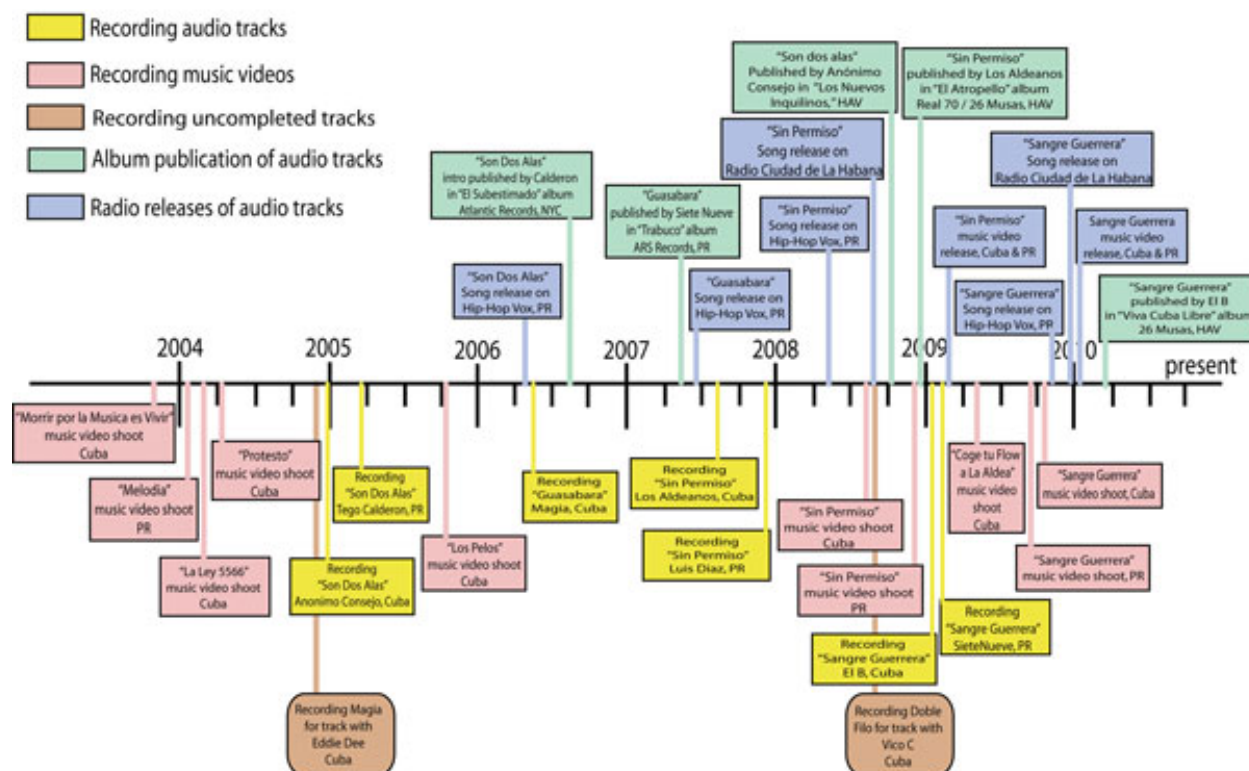 Recording audio tracks
Recording music videos
Recording uncompleted tracks
Album publication of audio tracks
Radio releases of audio tracks
"Son dos alas"
Published by Anónimo
Consejo in "Los Nuevos
Inquilinos," HAV
"Sin Permiso"
published by Los Aldeanos
in "El Atropello" album
Real 70 / 26 Musas, HAV
"Sin Permiso"
Song release on
Radio Ciudad de La Habana
"Sangre Guerrera"
Song release on
Radio Ciudad de La Habana
"Son Dos Alas"
intro published by Calderon
in "El Subestimado" album
Atlantic Records, NYC
"Guasabara"
published by Siete Nueve
in "Trabuco" album
ARS Records, PR
"Sin Permiso"
Song release on
Hip-Hop Vox, PR
"Sin Permiso"
music video
release, Cuba & PR
Sangre Guerrera
music video
release, Cuba & PR
"Son Dos Alas"
Song release on
Hip-Hop Vox, PR
"Guasabara"
Song release on
Hip-Hop Vox, PR
"Sangre Guerrera"
Song release on
Hip-Hop Vox, PR
"Sangre Guerrera"
published by El B
in "Viva Cuba Libre" album
26 Musas, HAV
2004
2005
2006
2007
2008
2009
2010
present
"Morrir por la Musica es Vivir"
music video shoot
Cuba
"Melodia"
music video shoot
PR
"Protesto"
music video shoot
Cuba
"La Ley 5566"
music video shoot
Cuba
Recording
"Son Dos Alas"
Tego Calderon, PR
Recording
"Son Dos Alas"
Anonimo Consejo, Cuba
"Los Pelos"
music video shoot
Cuba
Recording
"Guasabara"
Magia, Cuba
Recording
"Sin Permiso"
Los Aldeanos, Cuba
Recording
"Sin Permiso"
Luis Diaz, PR
"Sin Permiso"
music video shoot
Cuba
"Sin Permiso"
music video shoot
PR
"Coge tu Flow
a La Aldea"
music video
shoot
Cuba
"Sangre Guerrera"
music video shoot, Cuba
"Sangre Guerrera"
music video shoot, PR
Recording
"Sangre Guerrera"
SieteNueve, PR
Recording
"Sangre Guerrera"
El B, Cuba
Recording Magia
for track with
Eddie Dee
Cuba
Recording Doble
Filo for track with
Vico C
Cuba